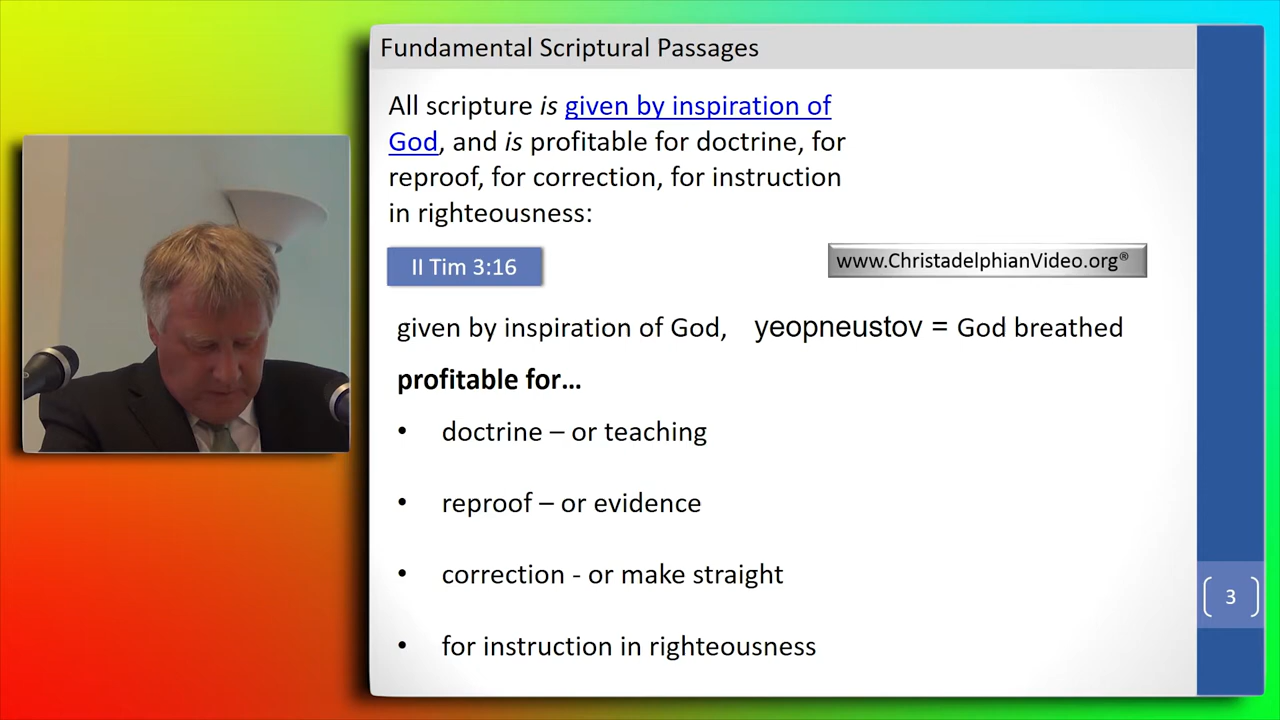 Fundamental Scriptural Passages
All scripture is given by inspiration of
God, and is profitable for doctrine, for
reproof, for correction, for instruction
in righteousness:
II Tim 3:16
www.ChristadelphianVideo.org®
given by inspiration of God, yeopneustov = God breathed
profitable for...
• doctrine – or teaching
• reproof – or evidence
• correction - or make straight
• for instruction in righteousness
3